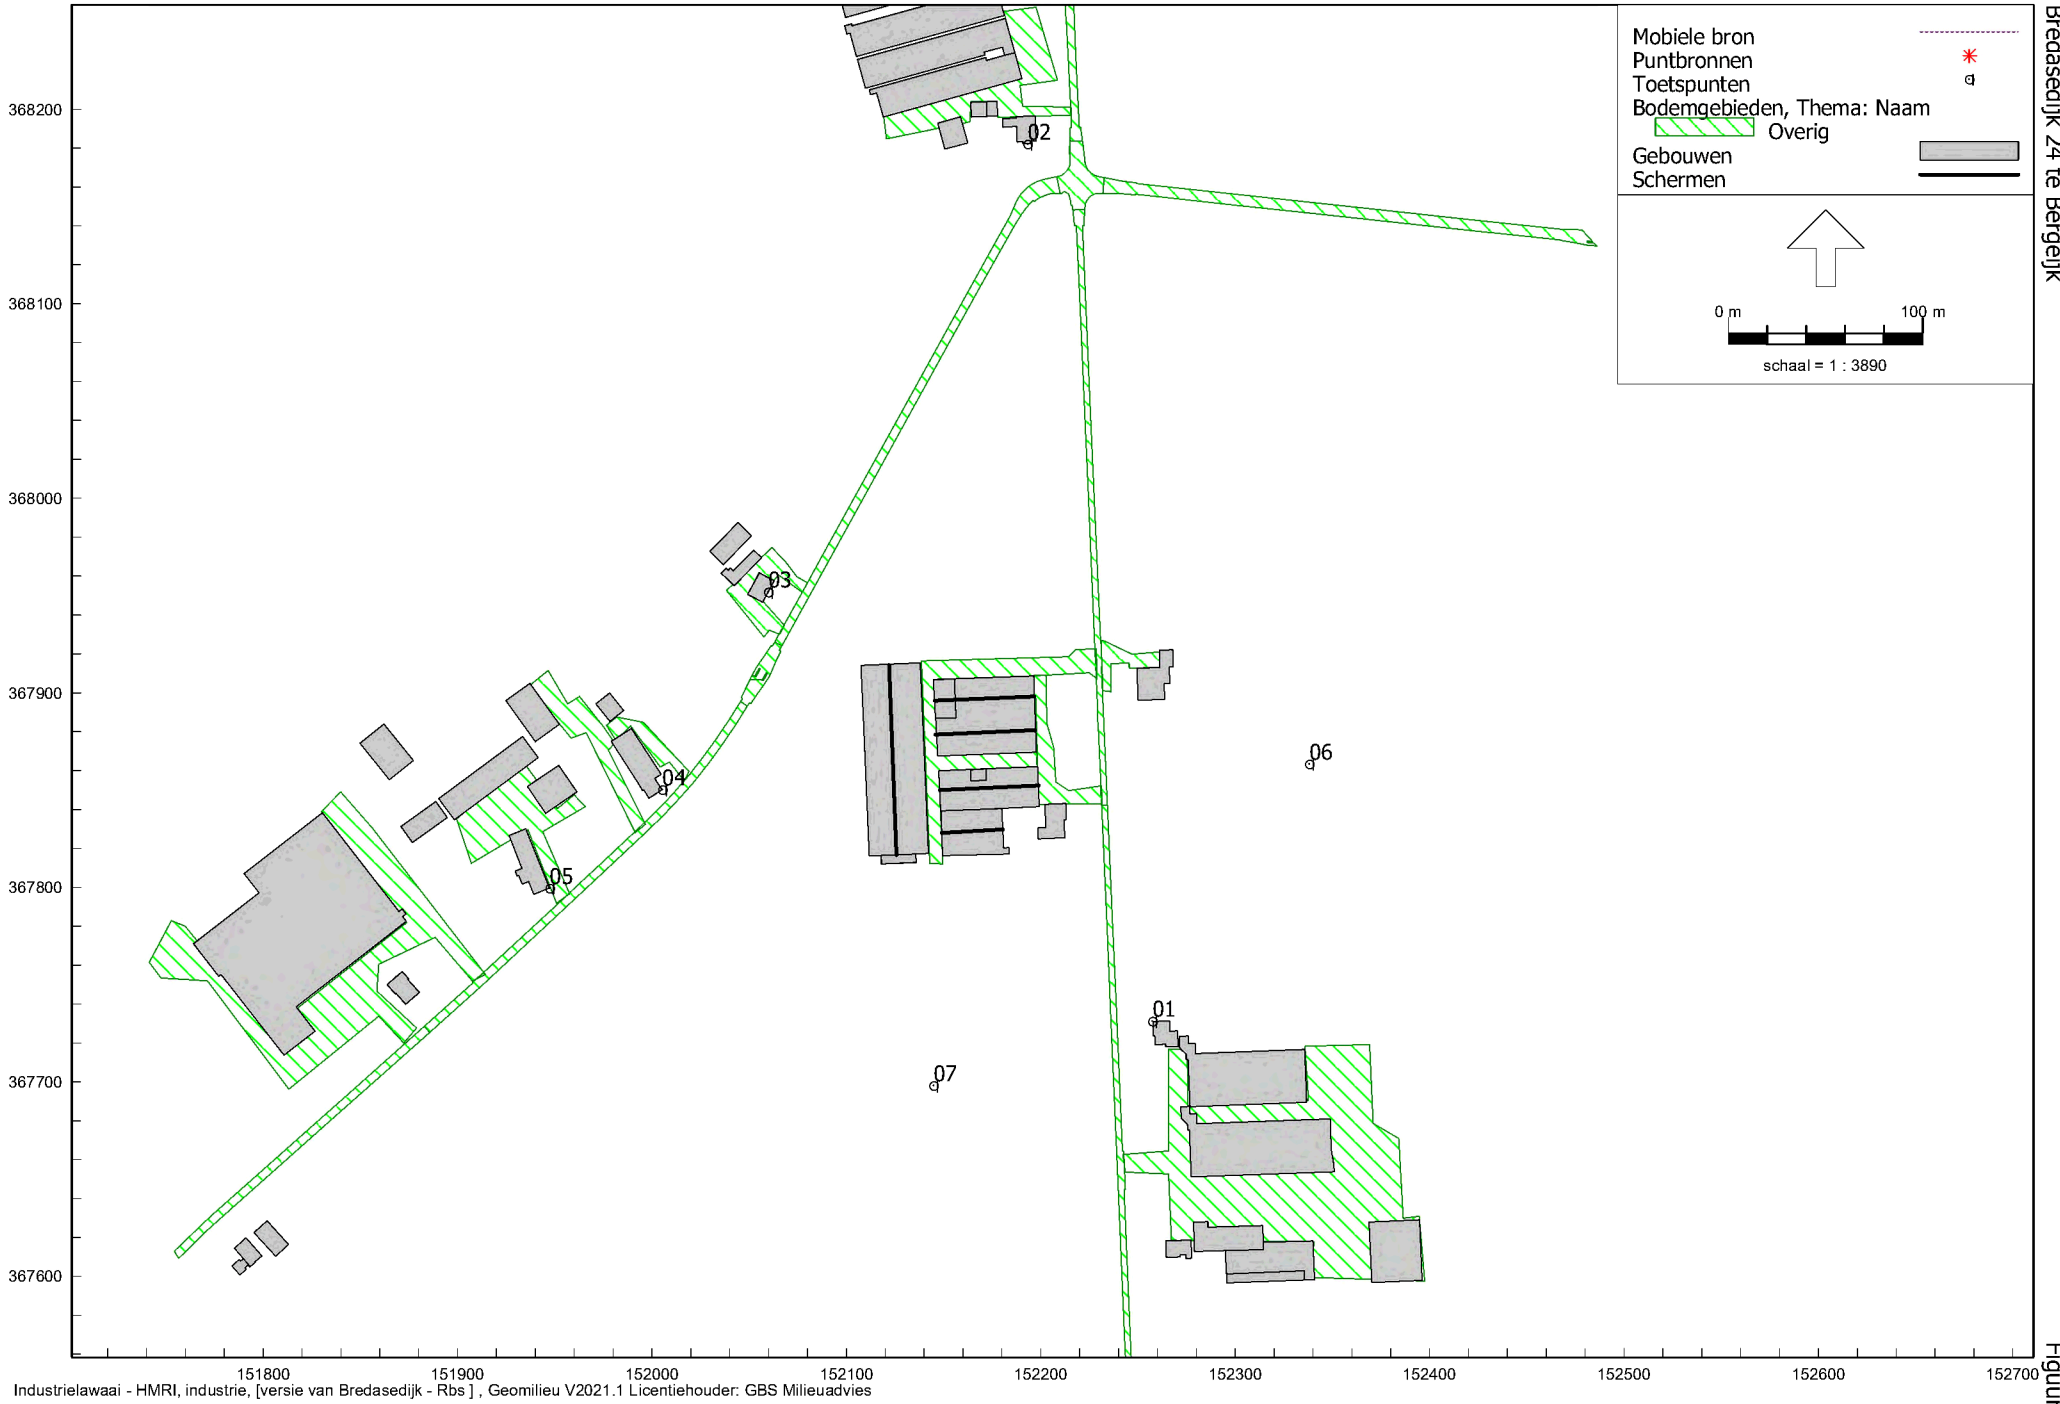 Bredasedijk 24 te Bergeijk
Mobiele bron
Puntbronnen
Toetspunten
Bodemgebieden, Thema: Naam
Overig
Gebouwen
Schermen
0 m 100 m
schaal = 1 : 3890
368200
368100
368000
367900
367800
367700
367600
02
03
04
05
06
01
07
151800 151900 152000 152100 152200 152300 152400 152500 152600 152700
Industrielawaai - HMRI, industrie, [versie van Bredasedijk - Rbs ] , Geomilieu V2021.1 Licentiehouder: GBS Milieuadvies